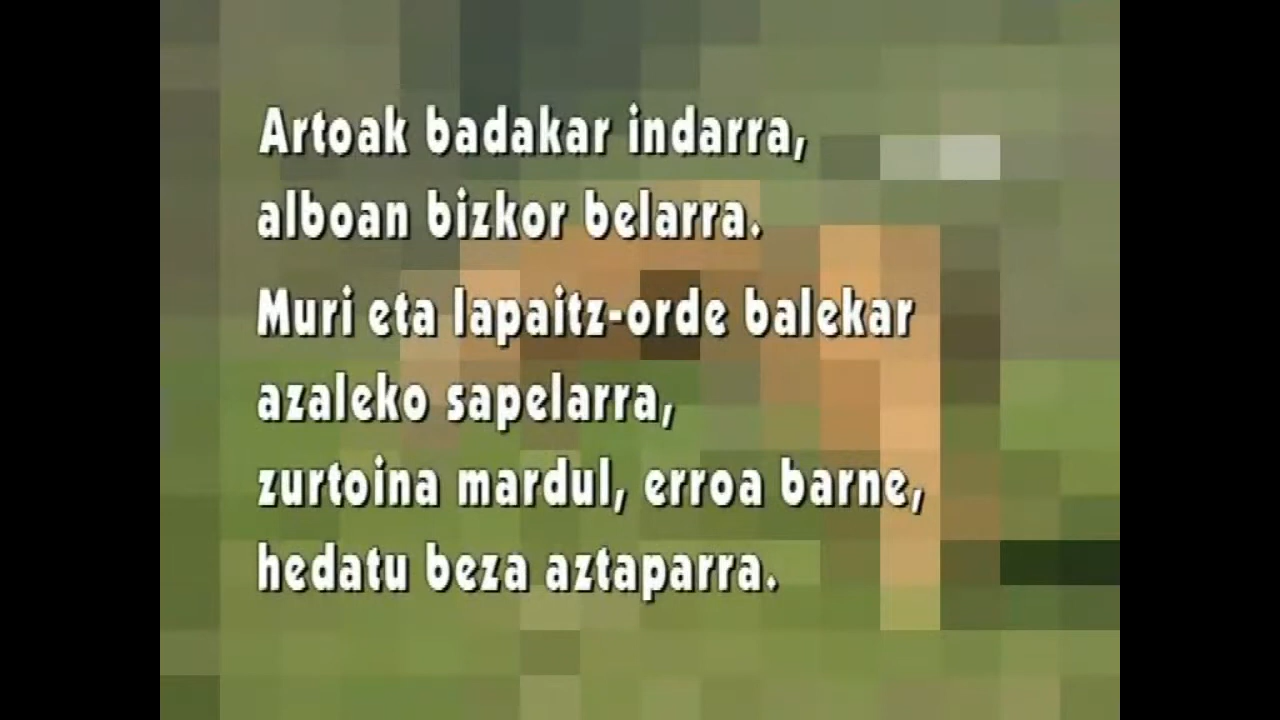 Artoak badakar indarra,
alboan bizkor belarra.
Muri eta lapaitz-orde balekar
azaleko sapelarra,
zurtoina mardul, erroa barne,
hedatu beza aztaparra.